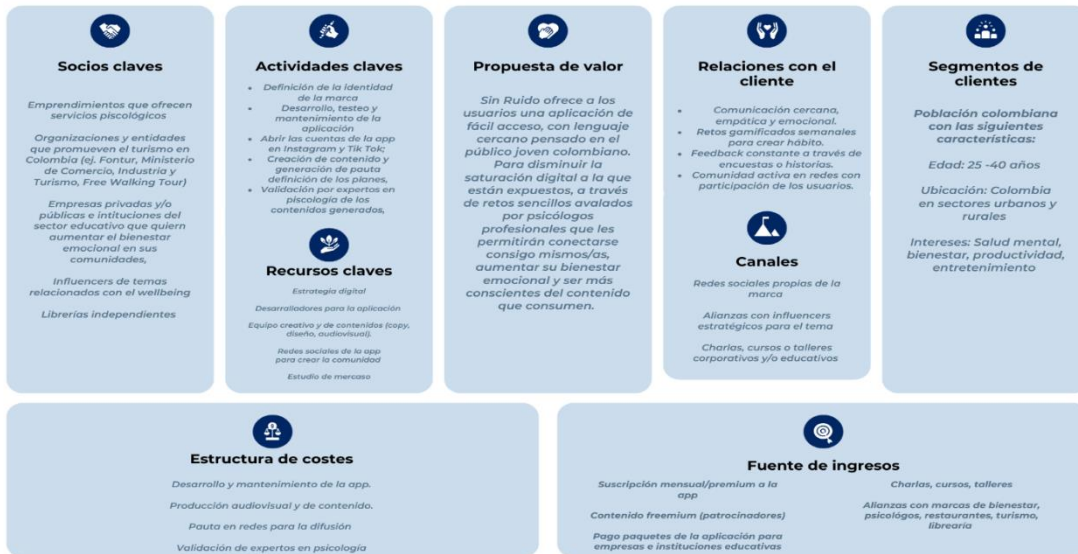 Socios claves
Emprendimientos que ofrecen
servicios piscológicos
Organizaciones y entidades
que promueven el turismo en
Colombia (ej. Fontur, Ministerio
de Comercio, Industria y
Turismo, Free Walking Tour)
Empresas privadas y/o
públicas e intituciones del
sector educativo que quiern
aumentar el bienestar
emocional en sus
comunidades,
Influencers de temas
relacionados con el wellbeing
Librerías independientes
Actividades claves
• Definición de la identidad
de la marca
• Desarrollo, testeo y
mantenimiento de la
aplicación
• Abrir las cuentas de la app
en Instagram y Tik Tok;
• Creación de contenido y
generación de pauta
definición de los planes,
• Validación por expertos en
piscología de los
contenidos generados,
Recursos claves
Estrategia digital
Desarralladores para la aplicación
Equipo creativo y de contenidos (copy,
diseño, audiovisual).
Redes sociales de la app
para crear la comunidad
Estudio de mercaso
Propuesta de valor
Sin Ruido ofrece a los
usuarios una aplicación de
fácil acceso, con lenguaje
cercano pensado en el
público joven colombiano.
Para disminuir la
saturación digital a la que
están expuestos, a través
de retos sencillos avalados
por psicólogos
profesionales que les
permitirán conectarse
consigo mismos/as,
aumentar su bienestar
emocional y ser más
conscientes del contenido
que consumen.
Relaciones con el
cliente
• Comunicación cercana,
empática y emocional.
• Retos gamificados semanales
para crear hábito.
• Feedback constante a través de
encuestas o historias.
• Comunidad activa en redes con
participación de los usuarios.
Canales
Redes sociales propias de la
marca
Alianzas con influencers
estratégicos para el tema
Charlas, cursos o talleres
corporativos y/o educativos
Segmentos de
clientes
Población colombiana
con las siguientes
características:
Edad: 25 -40 años
Ubicación: Colombia
en sectores urbanos y
rurales
Intereses: Salud mental,
bienestar, productividad,
entretenimiento
Estructura de costes
Desarrollo y mantenimiento de la app.
Producción audiovisual y de contenido.
Pauta en redes para la difusión
Validación de expertos en psicología
Fuente de ingresos
Suscripción mensual/premium a la
app
Contenido freemium (patrocinadores)
Pago paquetes de la aplicación para
empresas e instituciones educativas
Charlas, cursos, talleres
Alianzas con marcas de bienestar,
psicológos, restaurantes, turismo,
librearía